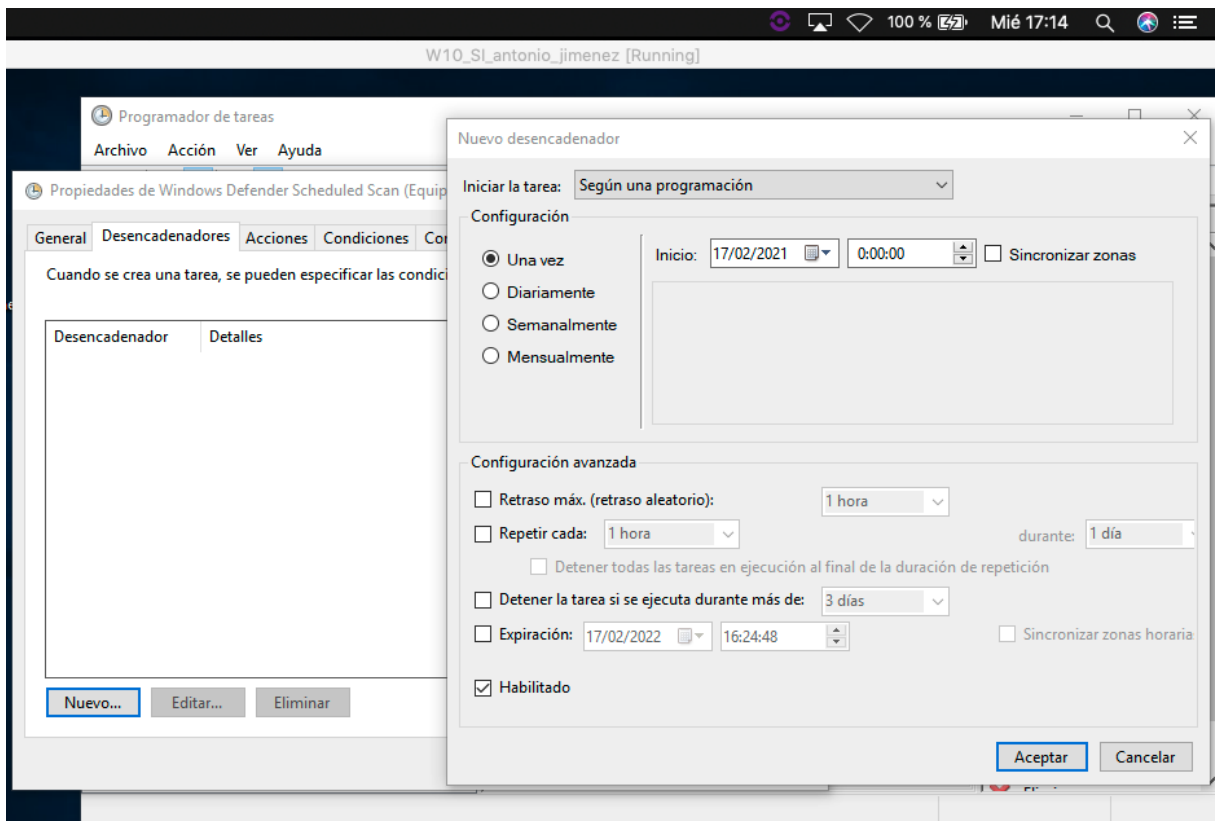 100 % Mié 17:14
W10_SI_antonio_jimenez [Running]
Programador de tareas
Archivo Acción Ver Ayuda
Propiedades de Windows Defender Scheduled Scan (Equip
General Desencadenadores Acciones Condiciones Cor
Cuando se crea una tarea, se pueden especificar las condici
Desencadenador Detalles
Nuevo... Editar... Eliminar
Nuevo desencadenador
Iniciar la tarea: Según una programación
Configuración
Una vez
Diariamente
Semanalmente
Mensualmente
Inicio: 17/02/2021 0:00:00 Sincronizar zonas
Configuración avanzada
Retraso máx. (retraso aleatorio): 1 hora
Repetir cada: 1 hora durante: 1 día
Detener todas las tareas en ejecución al final de la duración de repetición
Detener la tarea si se ejecuta durante más de: 3 días
Expiración: 17/02/2022 16:24:48 Sincronizar zonas horaria
Habilitado
Aceptar Cancelar